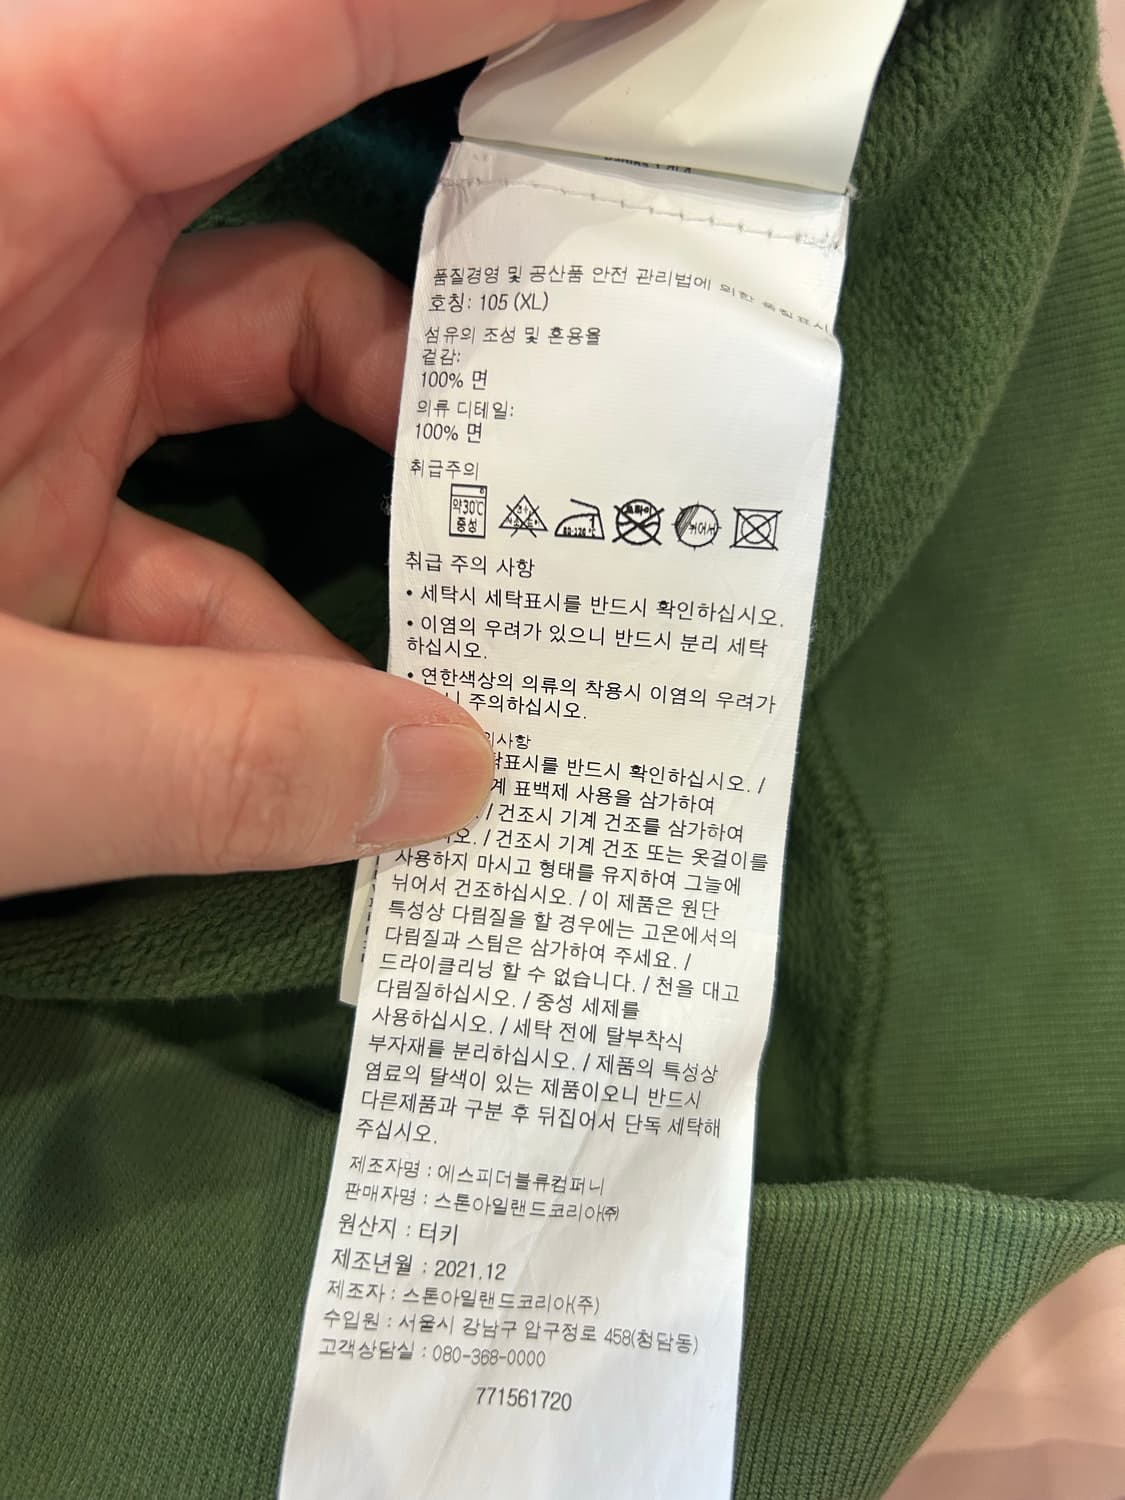 품질경영 및 공산품 안전 관리법에 의한 품질표시
호칭: 105 (XL)
섬유의 조성 및 혼용율
겉감:
100% 면
의류 디테일:
100% 면
취급주의
약30℃
중성
취급 주의 사항
• 세탁시 세탁표시를 반드시 확인하십시오.
• 이염의 우려가 있으니 반드시 분리 세탁
하십시오.
• 연한색상의 의류의 착용시 이염의 우려가
주의하십시오.
표시를 반드시 확인하십시오. /
표백제 사용을 삼가하여
/ 건조시 기계 건조를 삼가하여
/ 건조시 기계 건조 또는 옷걸이를
사용하지 마시고 형태를 유지하여 그늘에
뉘어서 건조하십시오. / 이 제품은 원단
특성상 다림질을 할 경우에는 고온에서의
다림질과 스팀은 삼가하여 주세요. /
드라이클리닝 할 수 없습니다. / 천을 대고
다림질하십시오. / 중성 세제를
사용하십시오. / 세탁 전에 탈부착식
부자재를 분리하십시오. / 제품의 특성상
염료의 탈색이 있는 제품이오니 반드시
다른제품과 구분 후 뒤집어서 단독 세탁해
주십시오.
제조자명 : 에스피더블류컴퍼니
판매자명 : 스톤아일랜드코리아㈜
원산지 : 터키
제조년월 : 2021.12
제조자 : 스톤아일랜드코리아(주)
수입원 : 서울시 강남구 압구정로 458(청담동)
고객상담실 : 080-368-0000
771561720